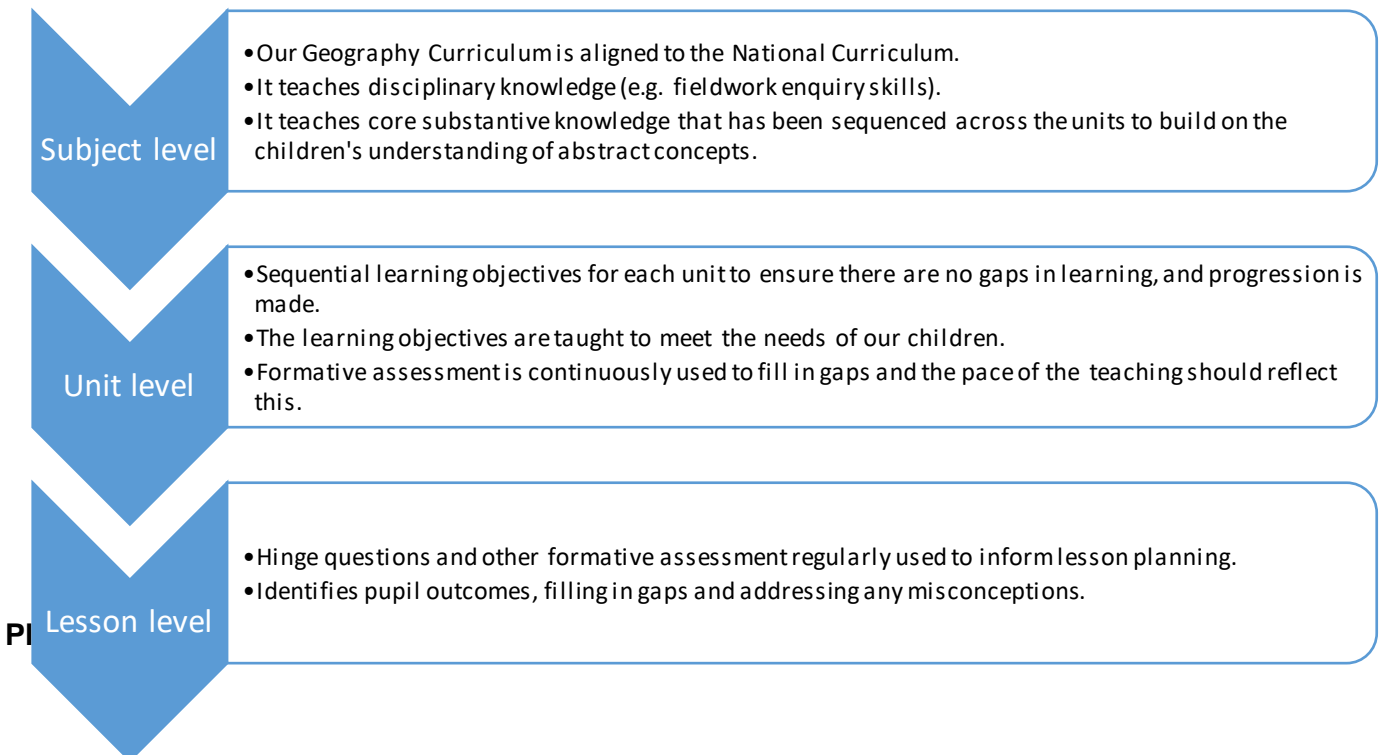 Subject level
•Our Geography Curriculum is aligned to the National Curriculum.
•It teaches disciplinary knowledge (e.g. fieldwork enquiry skills).
•It teaches core substantive knowledge that has been sequenced across the units to build on the
children's understanding of abstract concepts.
Unit level
•Sequential learning objectives for each unit to ensure there are no gaps in learning, and progression is
made.
•The learning objectives are taught to meet the needs of our children.
•Formative assessment is continuously used to fill in gaps and the pace of the teaching should reflect
this.
Lesson level
•Hinge questions and other formative assessment regularly used to inform lesson planning.
•Identifies pupil outcomes, filling in gaps and addressing any misconceptions.